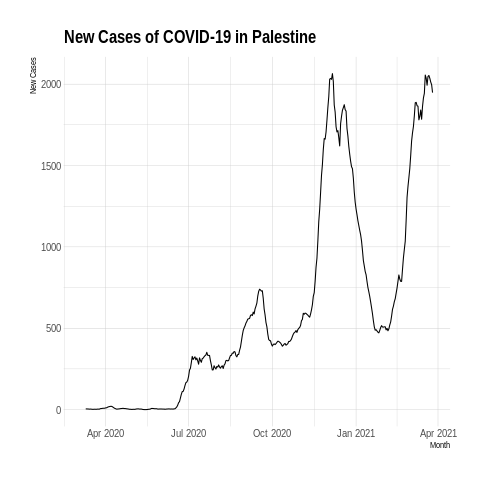 New Cases of COVID-19 in Palestine
New Cases
2000
1500
1000
500
0
Apr 2020 Jul 2020 Oct 2020 Jan 2021 Apr 2021
Month